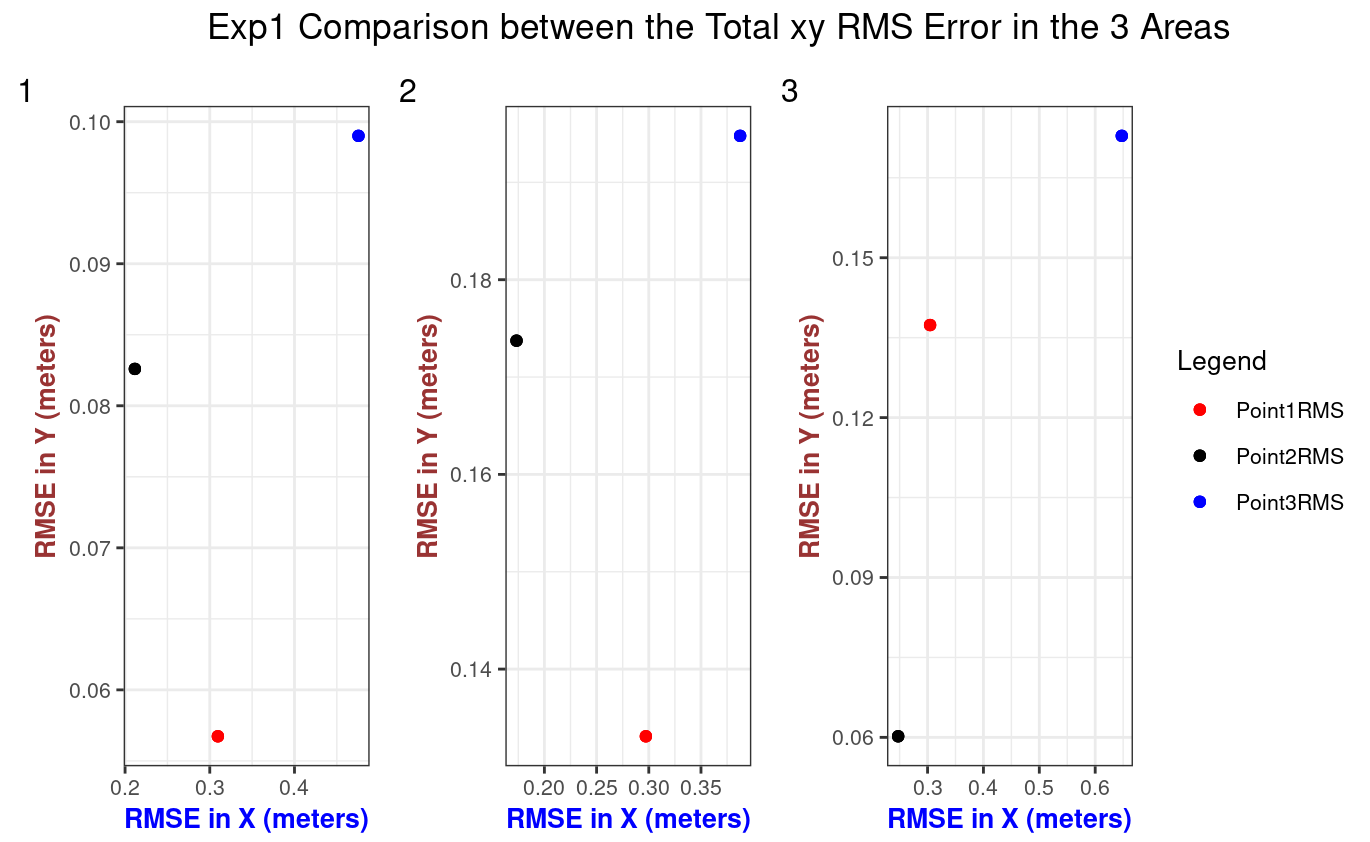 Exp1 Comparison between the Total xy RMS Error in the 3 Areas
1
0.10
0.09
0.08
0.07
0.06
RMSE in Y (meters)
0.2 0.3 0.4
RMSE in X (meters)
2
0.18
0.16
0.14
RMSE in Y (meters)
0.20 0.25 0.30 0.35
RMSE in X (meters)
3
0.15
0.12
0.09
0.06
RMSE in Y (meters)
0.3 0.4 0.5 0.6
RMSE in X (meters)
Legend
Point1RMS
Point2RMS
Point3RMS